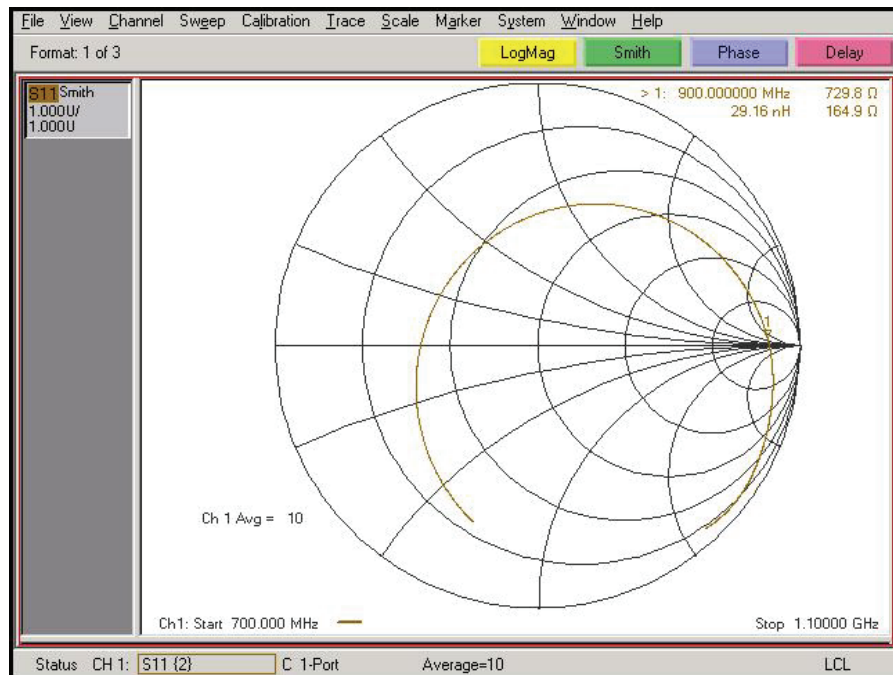 File View Channel Sweep Calibration Trace Scale Marker System Window Help
Format: 1 of 3 LogMag Smith Phase Delay
S11 Smith
1.000U/
1.000U
> 1: 900.000000 MHz 729.8 Ω
29.16 nH 164.9 Ω
1
Ch 1 Avg = 10
Ch1: Start 700.000 MHz Stop 1.10000 GHz
Status CH 1: S11 {2} C 1-Port Average=10 LCL